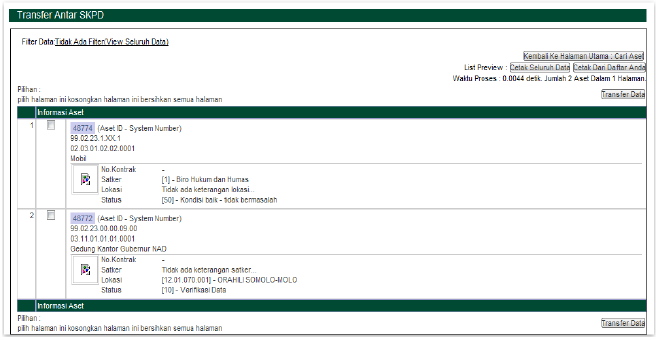 Transfer Antar SKPD
Filter Data:Tidak Ada Filter(View Seluruh Data)
Kembali Ke Halaman Utama : Cari Aset
List Preview : Cetak Seluruh Data Cetak Dari Daftar Anda
Waktu Proses : 0.0044 detik. Jumlah 2 Aset Dalam 1 Halaman.
Pilihan :
pilih halaman ini kosongkan halaman ini bersihkan semua halaman
Transfer Data
Informasi Aset
1
48774 (Aset ID - System Number)
99.02.23.1.XX.1
02.03.01.02.02.0001
Mobil
No.Kontrak -
Satker [1] - Biro Hukum dan Humas
Lokasi Tidak ada keterangan lokasi...
Status [50] - Kondisi baik - tidak bermasalah
2
48772 (Aset ID - System Number)
99.02.23.00.00.09.00
03.11.01.01.01.0001
Gedung Kantor Gubernur NAD
No.Kontrak -
Satker Tidak ada keterangan satker...
Lokasi [12.01.070.001] - ORAHILI SOMOLO-MOLO
Status [10] - Verifikasi Data
Informasi Aset
Pilihan :
pilih halaman ini kosongkan halaman ini bersihkan semua halaman
Transfer Data